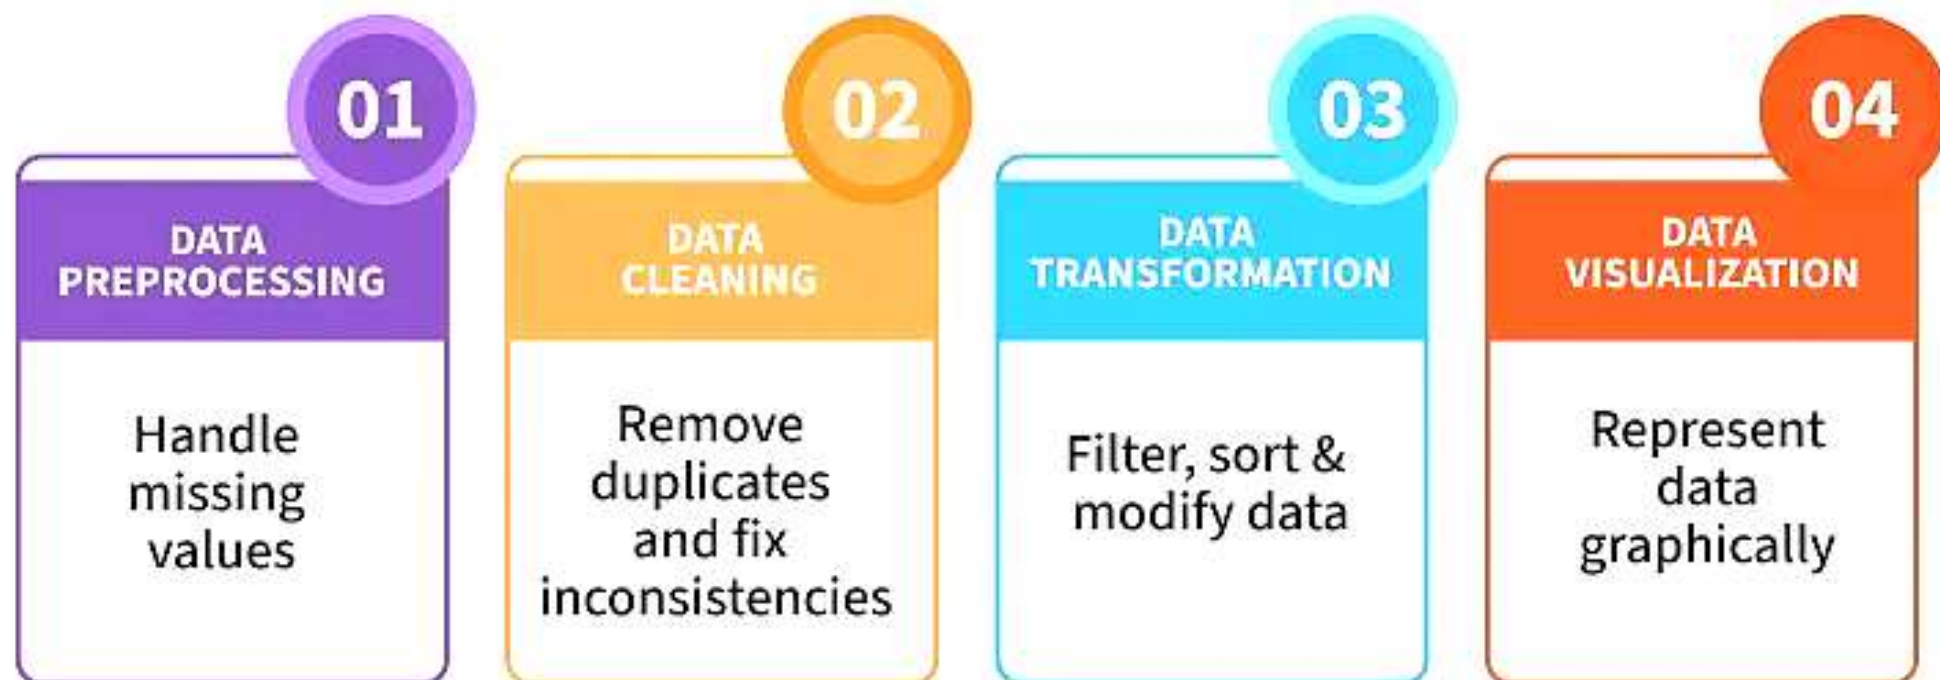 01
DATA
PREPROCESSING
Handle
missing
values
02
DATA
CLEANING
Remove
duplicates
and fix
inconsistencies
03
DATA
TRANSFORMATION
Filter, sort &
modify data
04
DATA
VISUALIZATION
Represent
data
graphically